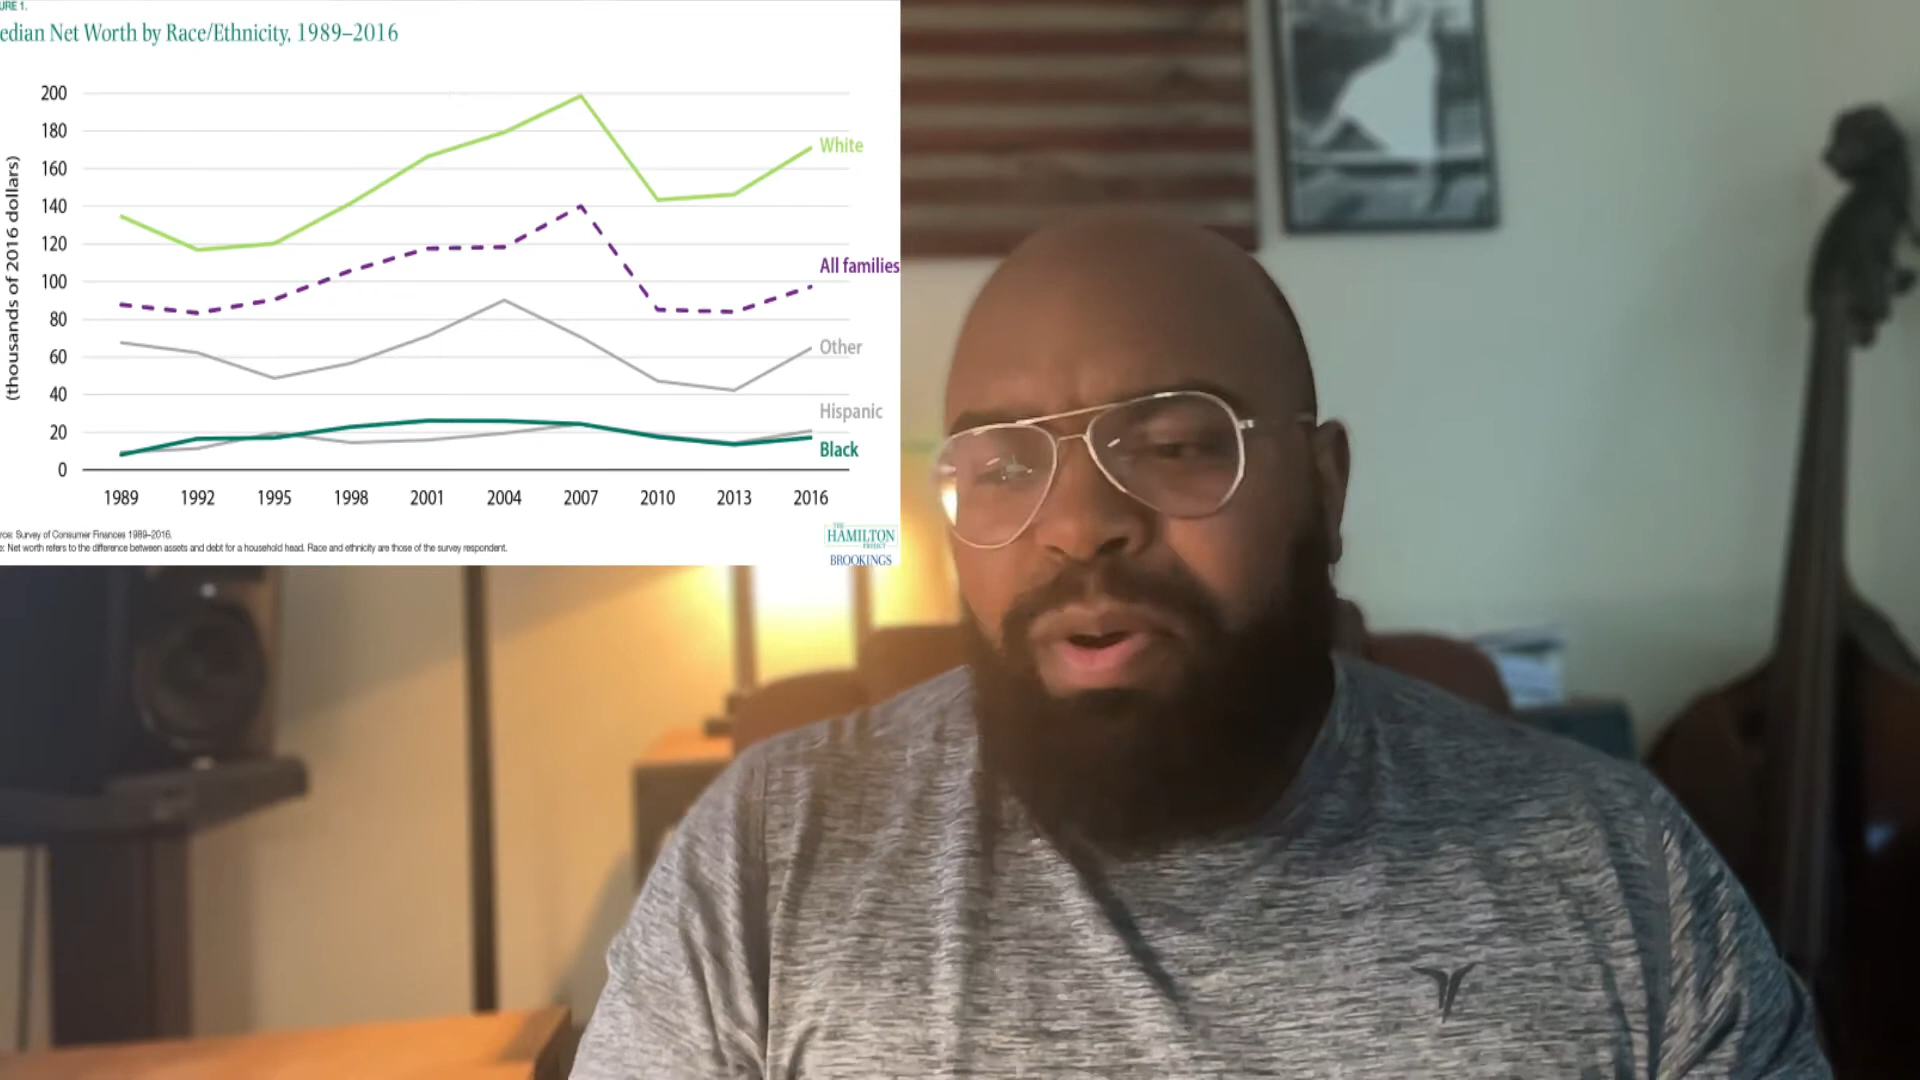 URE 1.
edian Net Worth by Race/Ethnicity, 1989–2016
(thousands of 2016 dollars)
200
180
160
140
120
100
80
60
40
20
0
White
All families
Other
Hispanic
Black
1989 1992 1995 1998 2001 2004 2007 2010 2013 2016
rce: Survey of Consumer Finances 1989–2016.
e: Net worth refers to the difference between assets and debt for a household head. Race and ethnicity are those of the survey respondent.
THE
HAMILTON
PROJECT
BROOKINGS